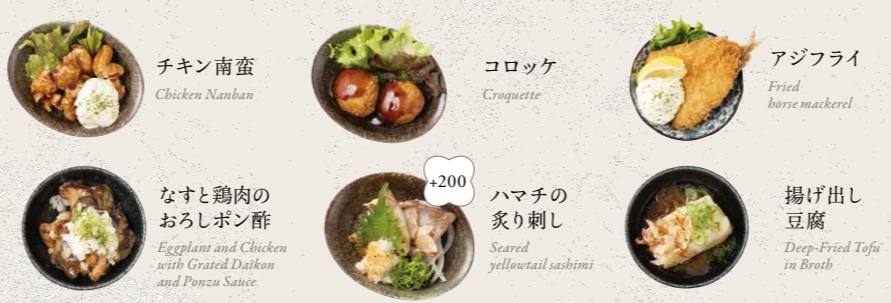 チキン南蛮
Chicken Nanban
コロッケ
Croquette
アジフライ
Fried
horse mackerel
なすと鶏肉の
おろしポン酢
Eggplant and Chicken
with Grated Daikon
and Ponzu Sauce
+200
ハマチの
炙り刺し
Seared
yellowtail sashimi
揚げ出し
豆腐
Deep-Fried Tofu
in Broth